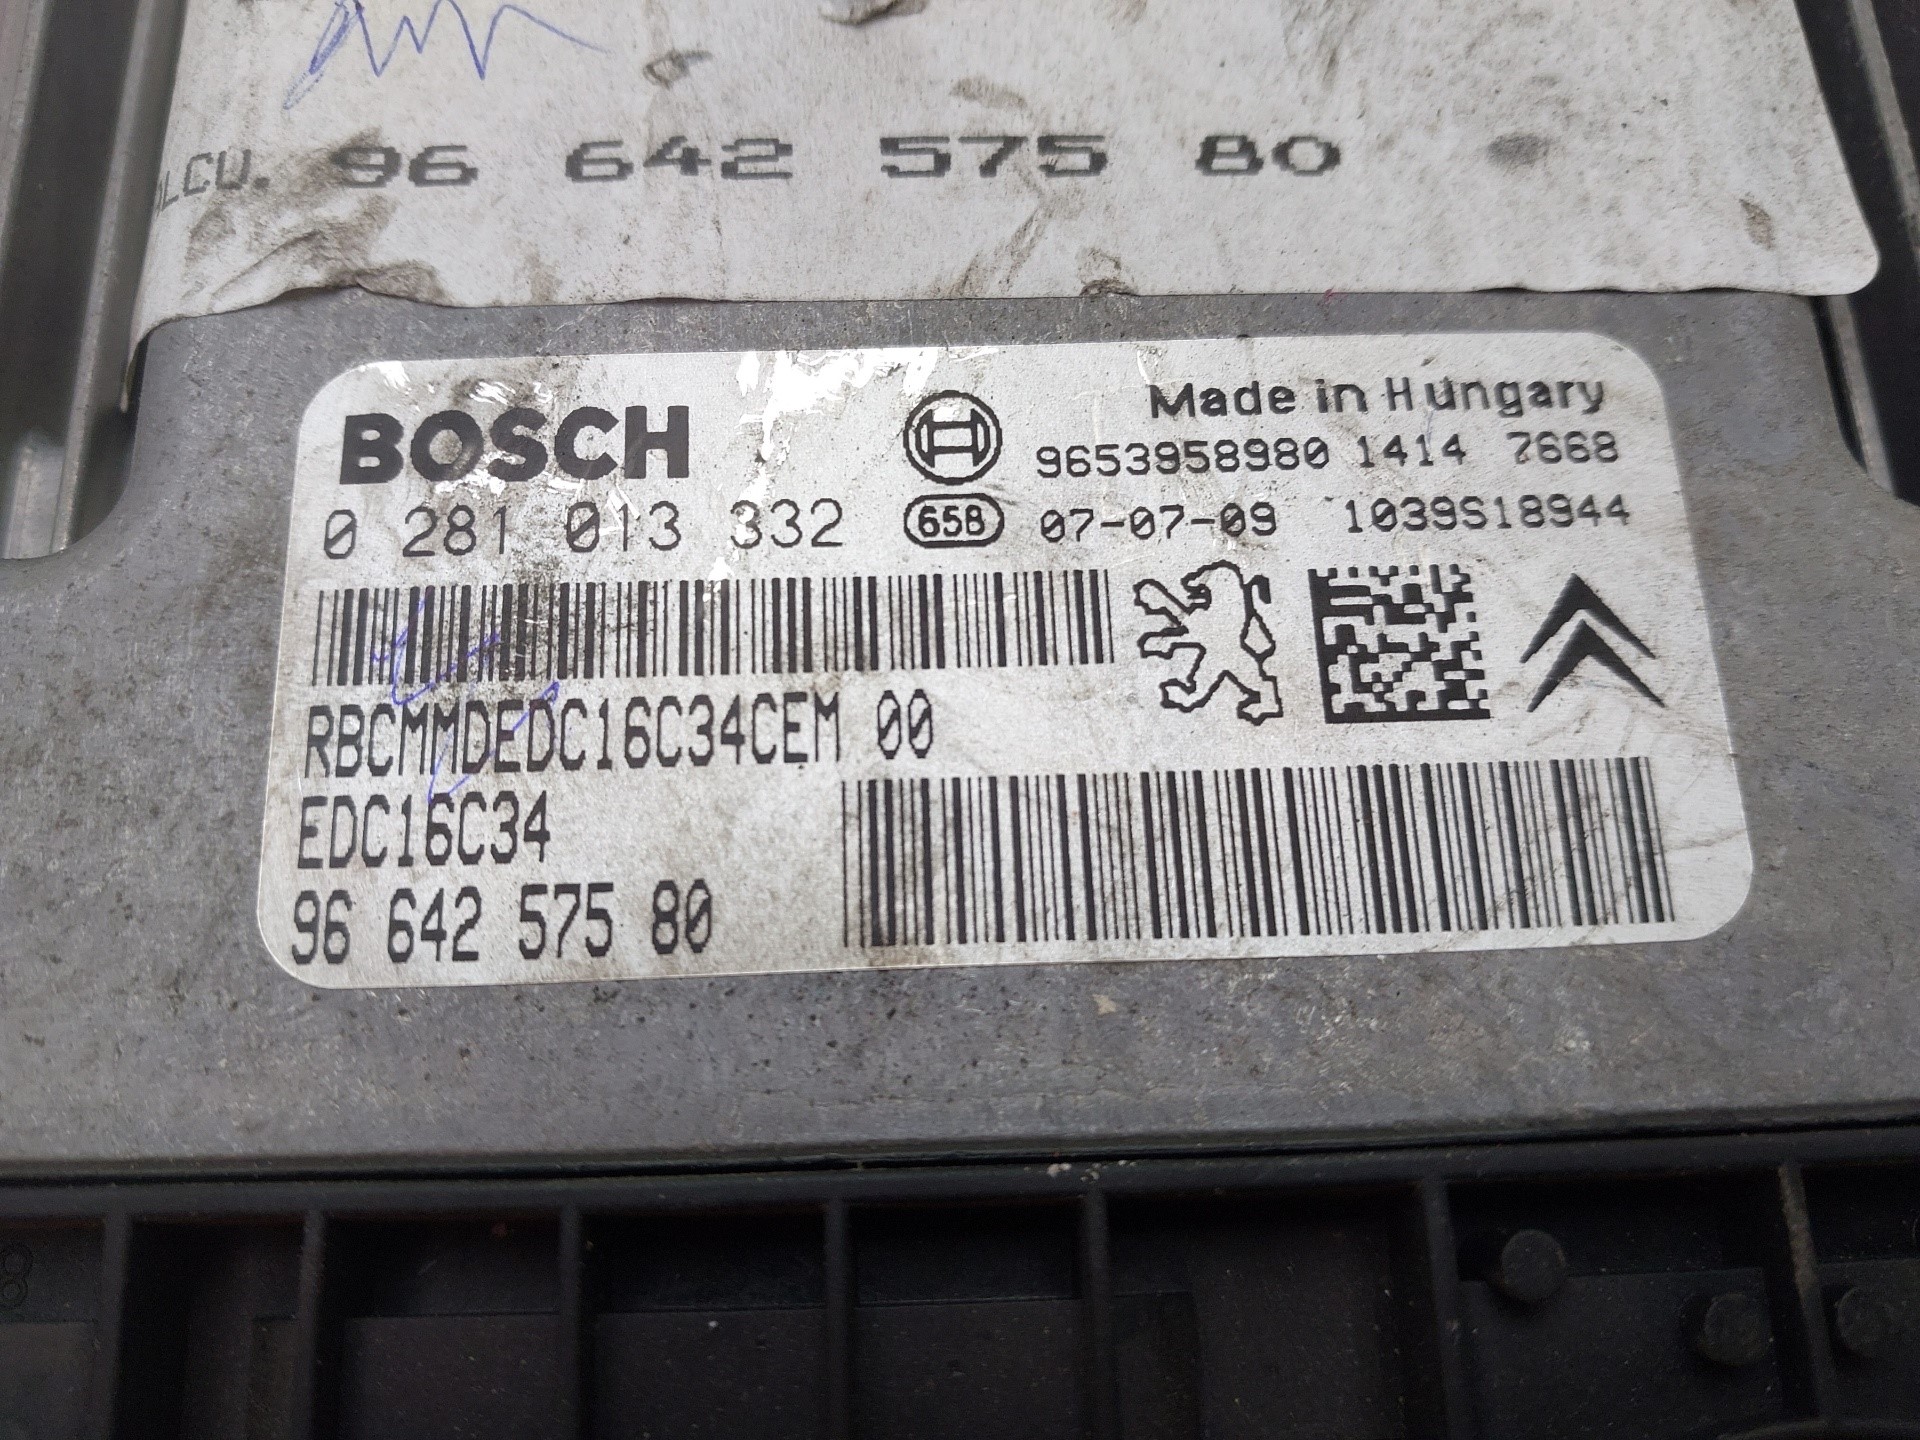 ALCU. 96 642 575 80
BOSCH
Made in Hungary
9653958980 1414 7668
0 281 013 332
658 07-07-09 1039S18944
RBCMMDEDC16C34CEM 00
EDC16C34
96 642 575 80